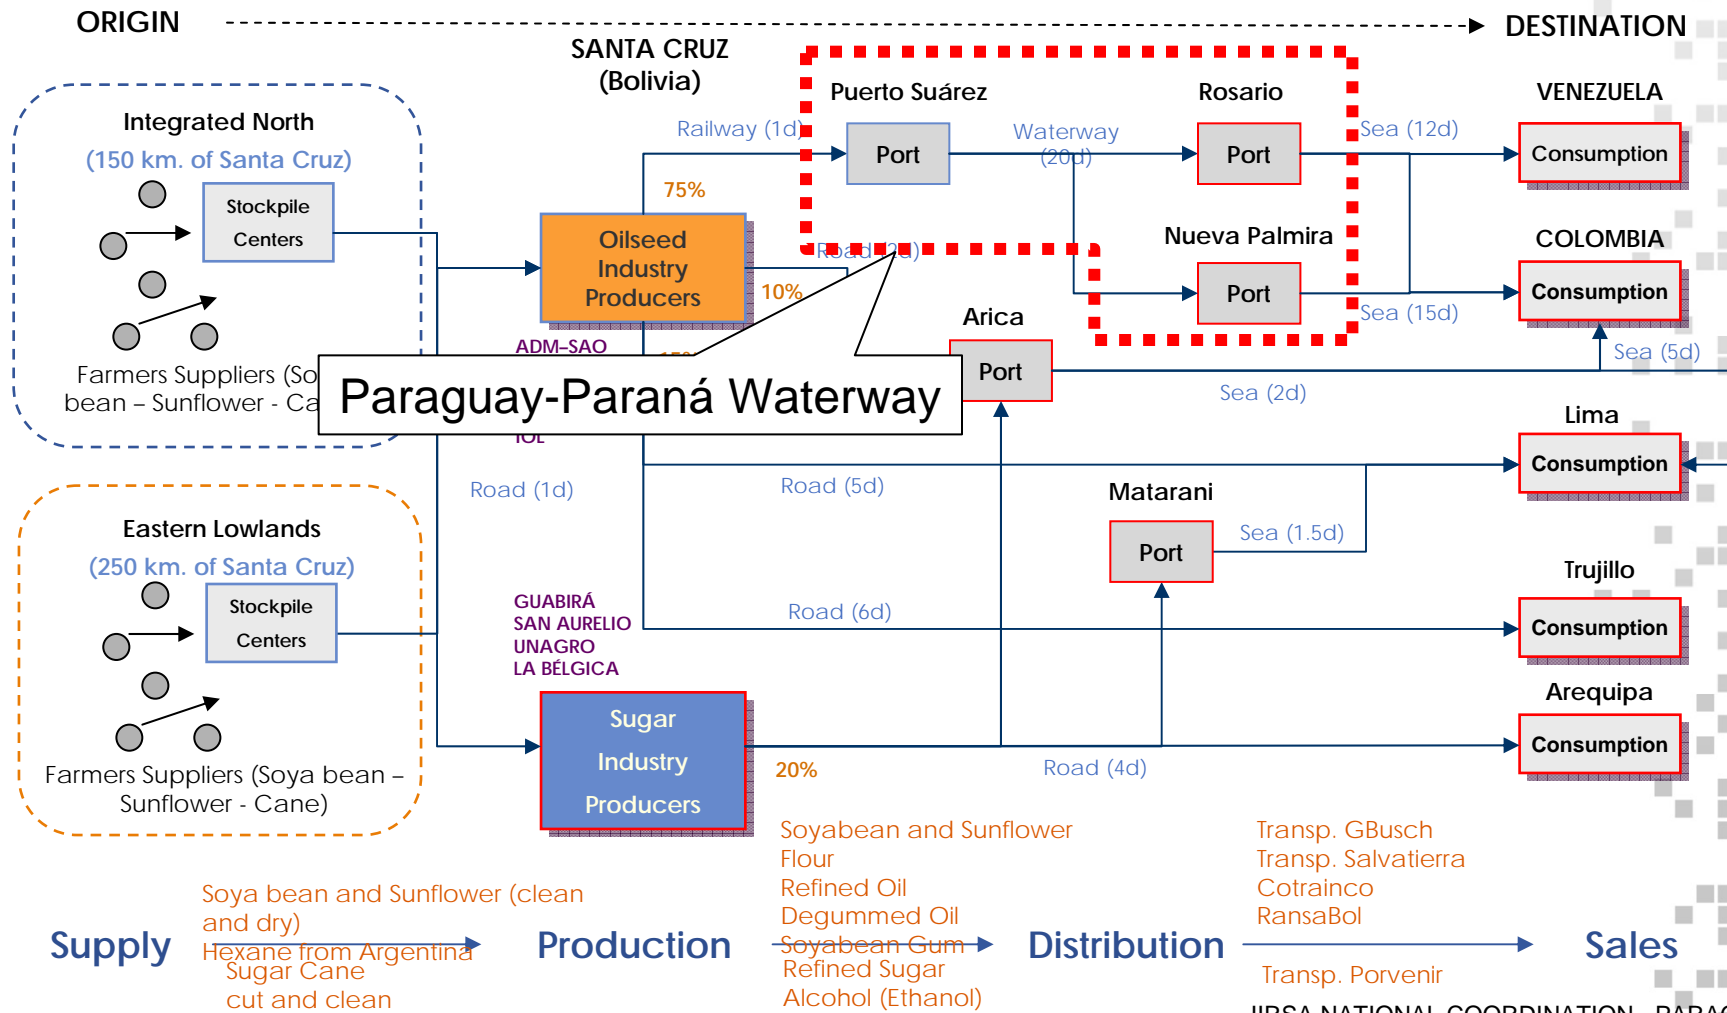 ORIGIN
DESTINATION
SANTA CRUZ
(Bolivia)
Puerto Suárez
Rosario
VENEZUELA
Integrated North
(150 km. of Santa Cruz)
Railway (1d)
Port
Waterway
(20d)
Port
Sea (12d)
Consumption
75%
Stockpile
Centers
Oilseed
Industry
Producers
Road (2d)
10%
Nueva Palmira
Port
COLOMBIA
Consumption
Sea (15d)
Arica
Port
ADM–SAO
Sea (5d)
Sea (2d)
Farmers Suppliers (So
bean – Sunflower - Ca
Paraguay-Paraná Waterway
IOL
Lima
Consumption
Road (1d)
Road (5d)
Matarani
Port
Sea (1.5d)
Eastern Lowlands
(250 km. of Santa Cruz)
Stockpile
Centers
Trujillo
Consumption
Road (6d)
GUABIRÁ
SAN AURELIO
UNAGRO
LA BÉLGICA
Arequipa
Consumption
Sugar
Industry
Producers
20%
Road (4d)
Farmers Suppliers (Soya bean –
Sunflower - Cane)
Soyabean and Sunflower
Flour
Refined Oil
Degummed Oil
Soyabean Gum
Refined Sugar
Alcohol (Ethanol)
Transp. GBusch
Transp. Salvatierra
Cotrainco
RansaBol
Transp. Porvenir
Soya bean and Sunflower (clean
and dry)
Hexane from Argentina
Sugar Cane
cut and clean
Supply
Production
Distribution
Sales
IIRSA NATIONAL COORDINATION - PARAG